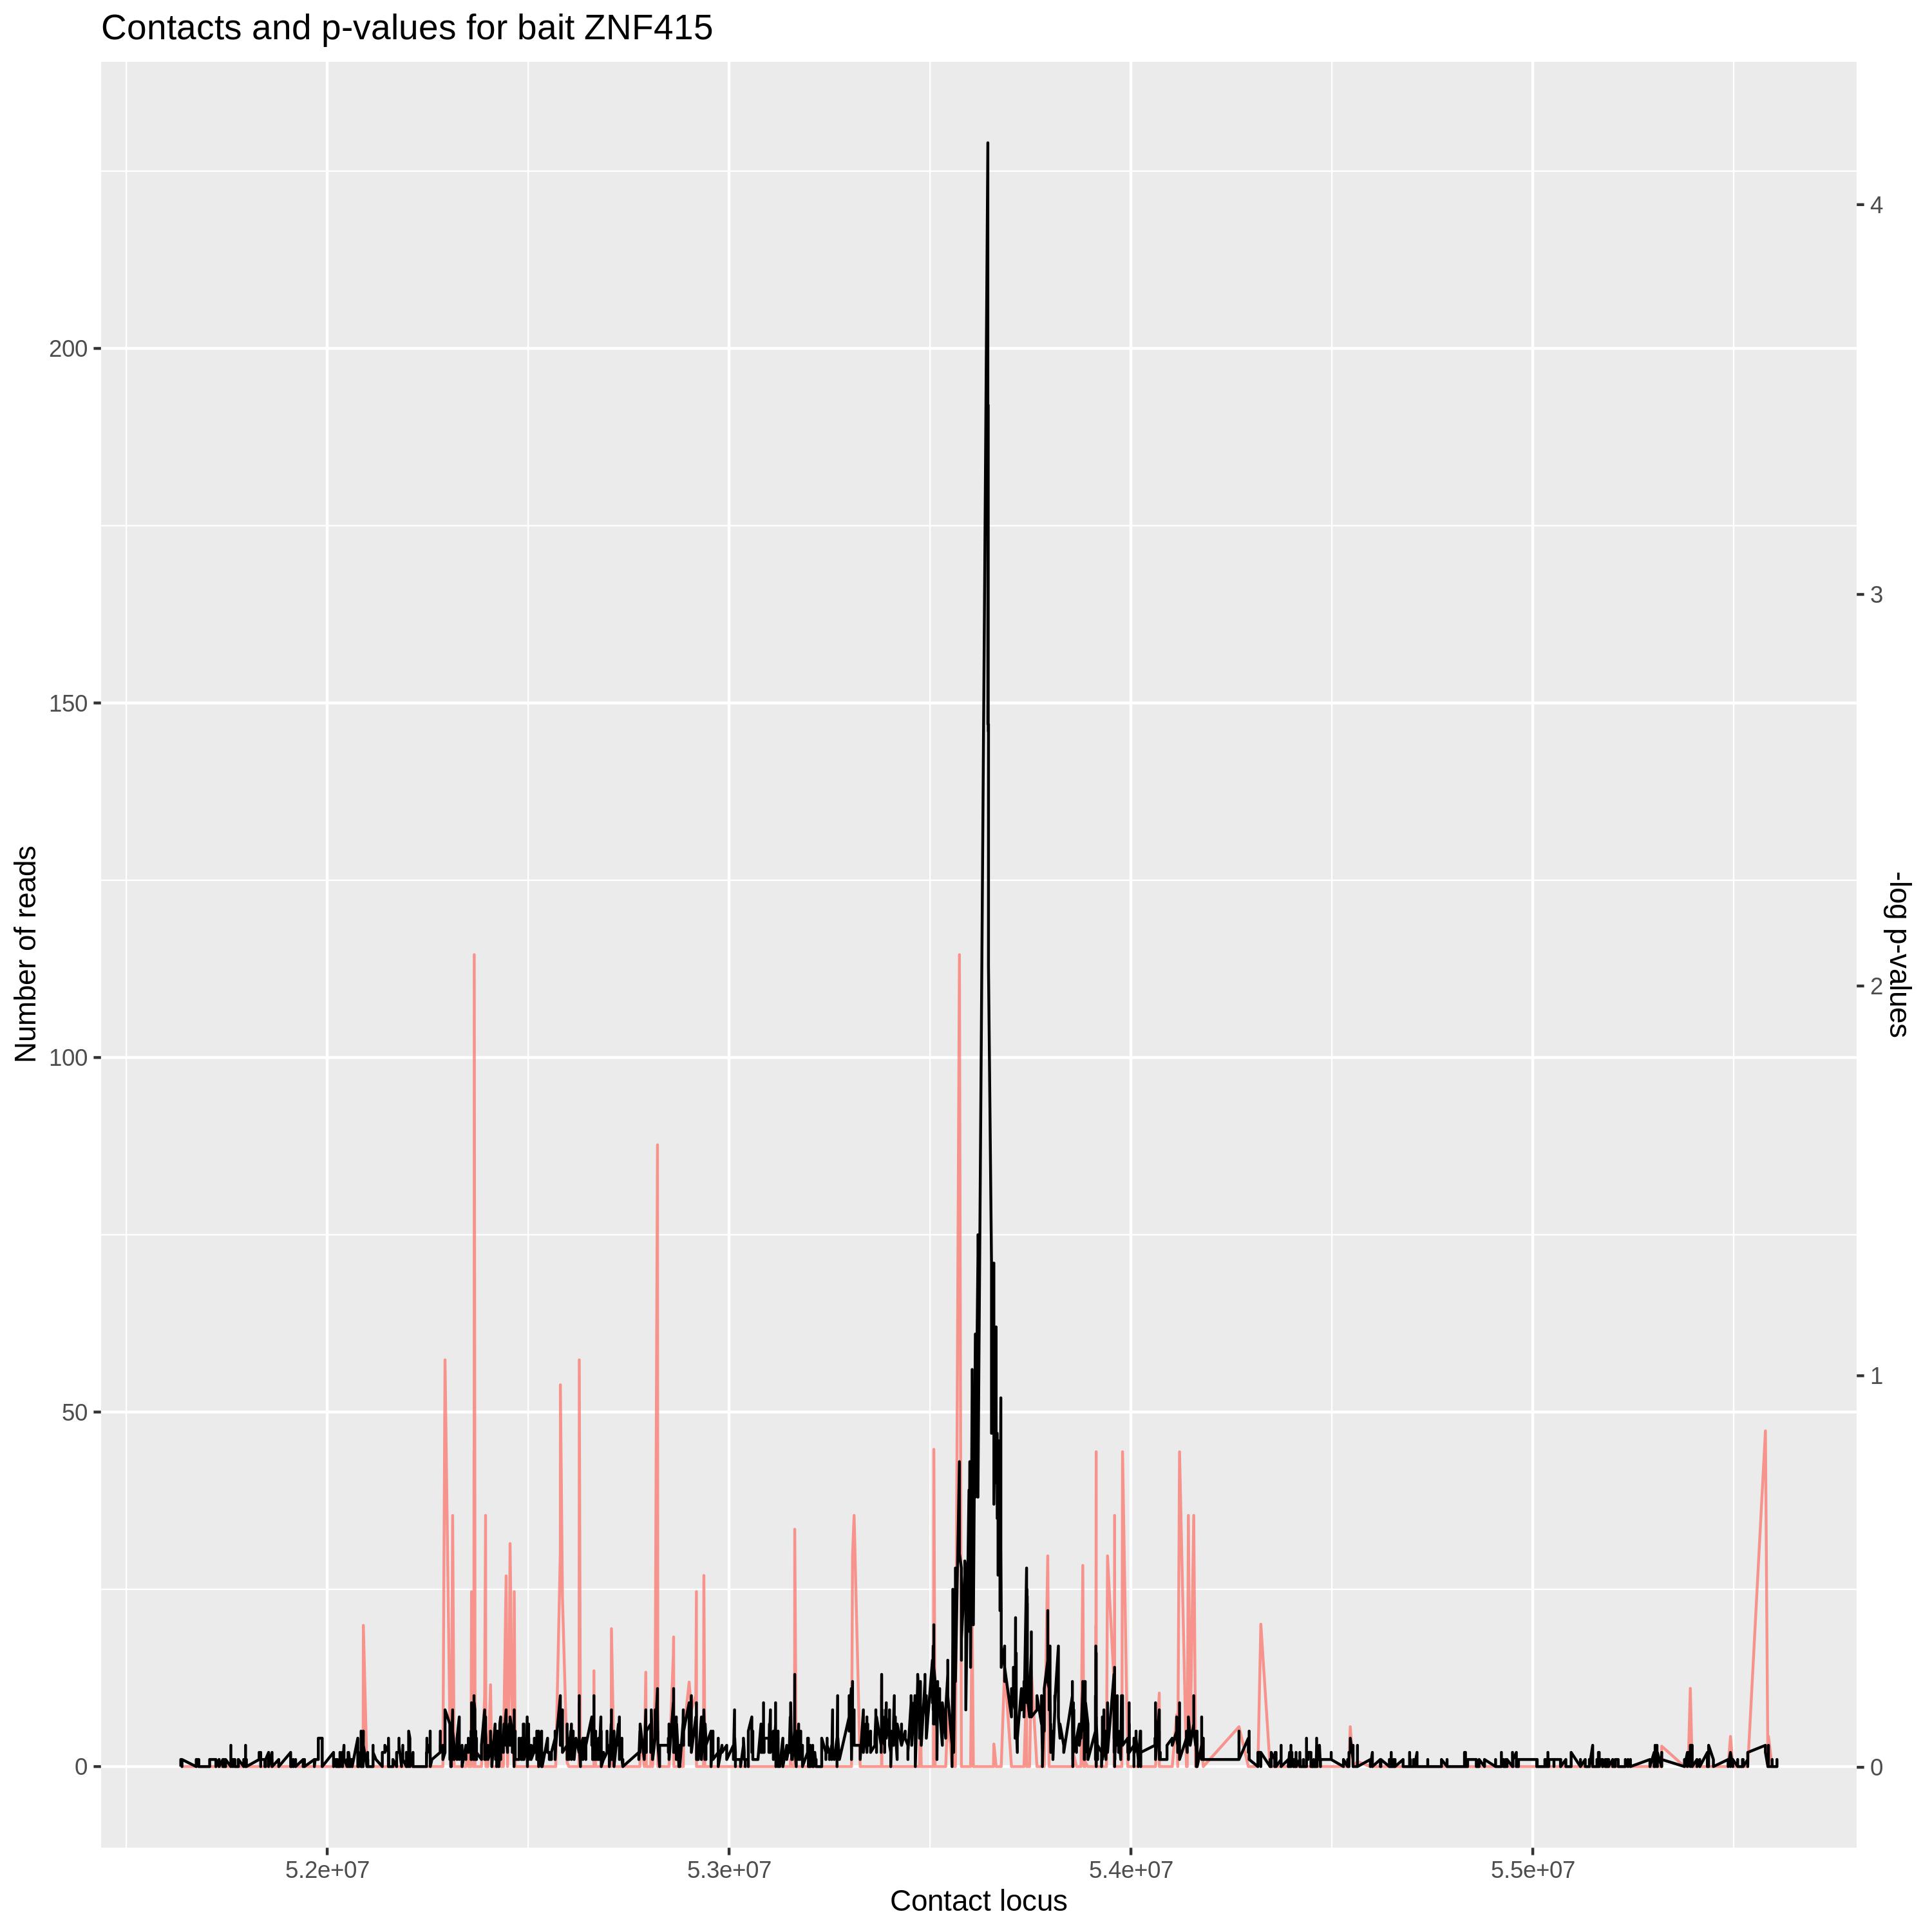 Contacts and p-values for bait ZNF415
Number of reads
200
150
100
50
0
4
3
2
1
0
-log p-values
5.2e+07
5.3e+07
5.4e+07
5.5e+07
Contact locus